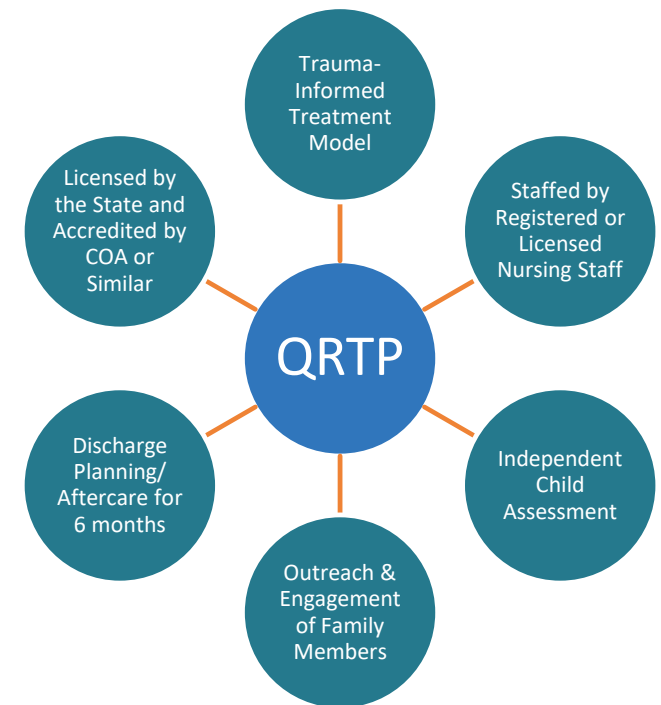 Trauma-
Informed
Treatment
Model
Licensed by
the State and
Accredited by
COA or
Similar
Staffed by
Registered or
Licensed
Nursing Staff
QRTP
Discharge
Planning/
Aftercare for
6 months
Independent
Child
Assessment
Outreach &
Engagement
of Family
Members